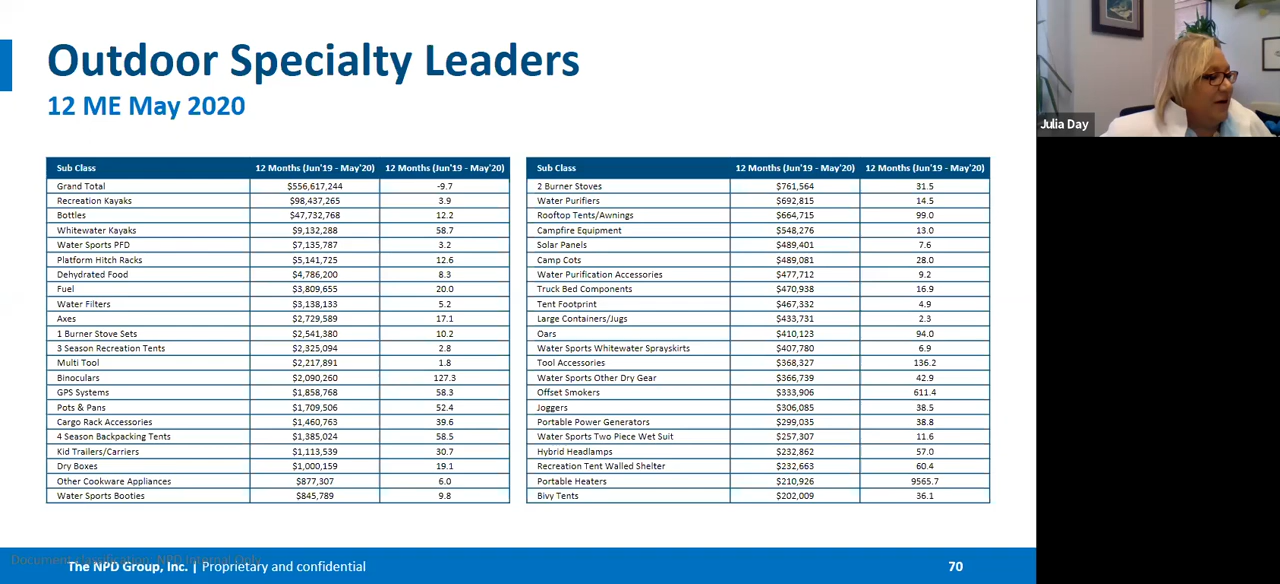 Outdoor Specialty Leaders
12 ME May 2020
Sub Class 12 Months (Jun'19 - May'20) 12 Months (Jun'19 - May'20)
Grand Total $556,617,244 -9.7
Recreation Kayaks $98,437,265 3.9
Bottles $47,732,768 12.2
Whitewater Kayaks $9,132,288 58.7
Water Sports PFD $7,135,787 3.2
Platform Hitch Racks $5,141,725 12.6
Dehydrated Food $4,786,200 8.3
Fuel $3,809,655 20.0
Water Filters $3,138,133 5.2
Axes $2,729,589 17.1
1 Burner Stove Sets $2,541,380 10.2
3 Season Recreation Tents $2,325,094 2.8
Multi Tool $2,217,891 1.8
Binoculars $2,090,260 127.3
GPS Systems $1,858,768 58.3
Pots & Pans $1,709,506 52.4
Cargo Rack Accessories $1,460,763 39.6
4 Season Backpacking Tents $1,385,024 58.5
Kid Trailers/Carriers $1,113,539 30.7
Dry Boxes $1,000,159 19.1
Other Cookware Appliances $877,307 6.0
Water Sports Booties $845,789 9.8
Sub Class 12 Months (Jun'19 - May'20) 12 Months (Jun'19 - May'20)
2 Burner Stoves $761,564 31.5
Water Purifiers $692,815 14.5
Rooftop Tents/Awnings $664,715 99.0
Campfire Equipment $548,276 13.0
Solar Panels $489,401 7.6
Camp Cots $489,081 28.0
Water Purification Accessories $477,712 9.2
Truck Bed Components $470,938 16.9
Tent Footprint $467,332 4.9
Large Containers/Jugs $433,731 2.3
Oars $410,123 94.0
Water Sports Whitewater Sprayskirts $407,780 6.9
Tool Accessories $368,327 136.2
Water Sports Other Dry Gear $366,739 42.9
Offset Smokers $333,906 611.4
Joggers $306,085 38.5
Portable Power Generators $299,035 38.8
Water Sports Two Piece Wet Suit $257,307 11.6
Hybrid Headlamps $232,862 57.0
Recreation Tent Walled Shelter $232,663 60.4
Portable Heaters $210,926 9565.7
Bivy Tents $202,009 36.1
Document classification: NPD Internal Only
The NPD Group, Inc. | Proprietary and confidential
70
Julia Day